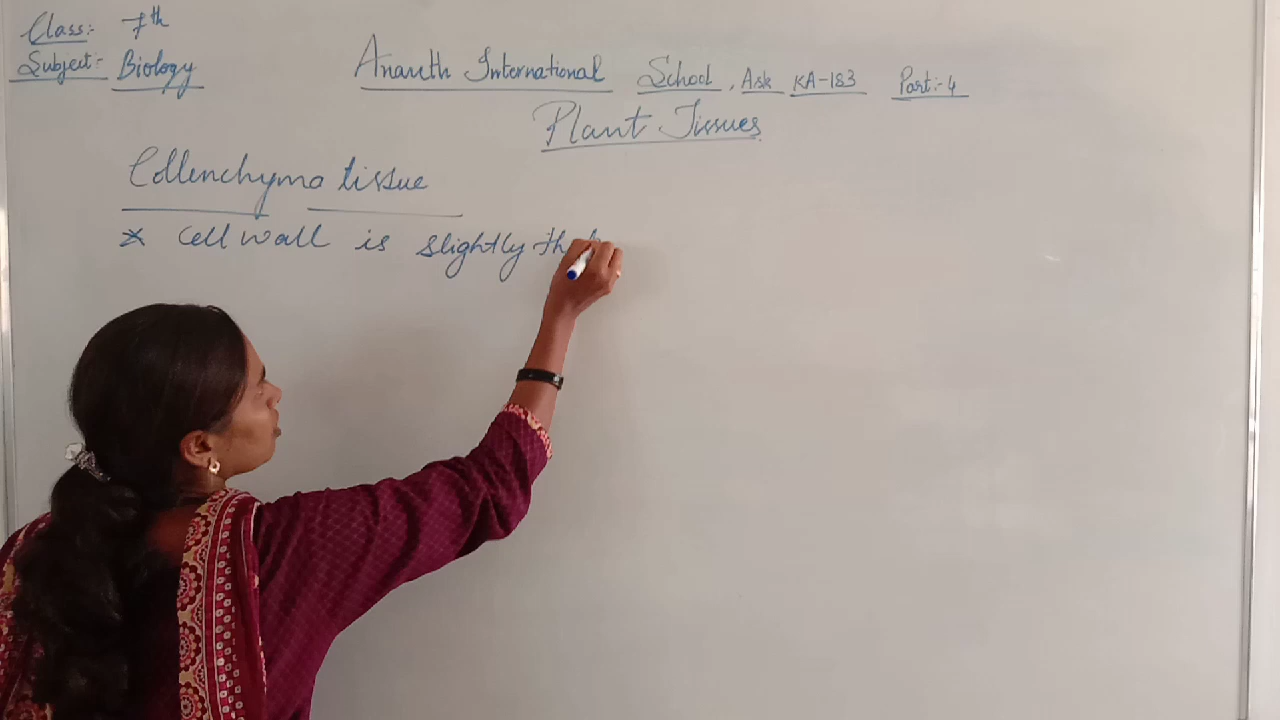 Class:- 7th
Subject:- Biology
Ananth International School, Ask KA-183 Part:-4
Plant Tissues
Collenchyma tissue
* Cell wall is slightly